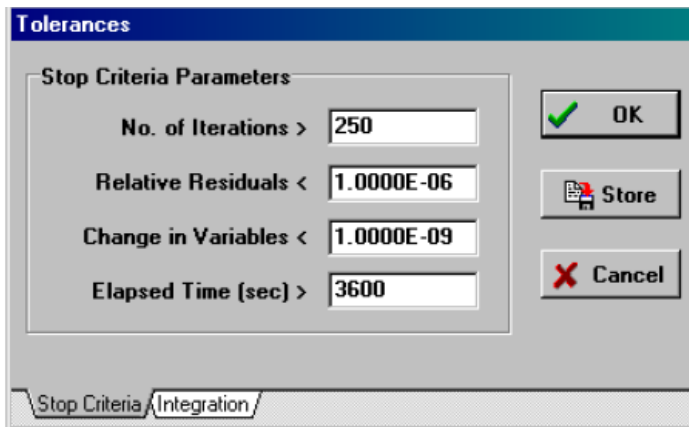 Tolerances
Stop Criteria Parameters
No. of Iterations > 250
Relative Residuals < 1.0000E-06
Change in Variables < 1.0000E-09
Elapsed Time (sec) > 3600
OK
Store
Cancel
Stop Criteria Integration